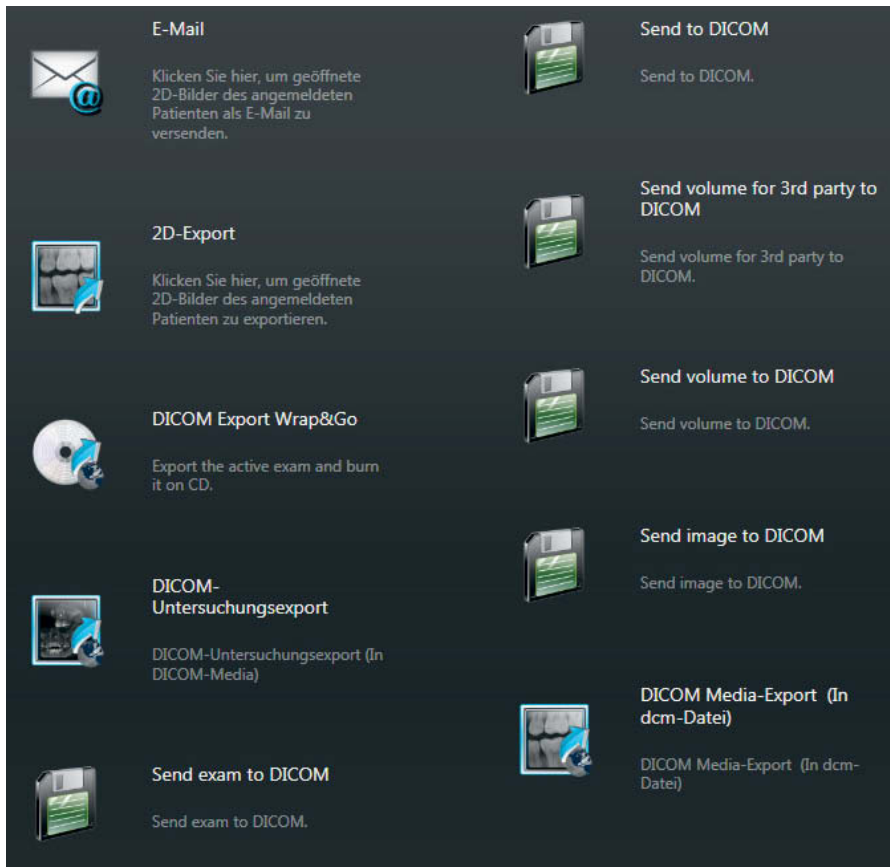 E-Mail
Klicken Sie hier, um geöffnete
2D-Bilder des angemeldeten
Patienten als E-Mail zu
versenden.
2D-Export
Klicken Sie hier, um geöffnete
2D-Bilder des angemeldeten
Patienten zu exportieren.
DICOM Export Wrap&Go
Export the active exam and burn
it on CD.
DICOM-
Untersuchungsexport
DICOM-Untersuchungsexport (In
DICOM-Media)
Send exam to DICOM
Send exam to DICOM.
Send to DICOM
Send to DICOM.
Send volume for 3rd party to
DICOM
Send volume for 3rd party to
DICOM.
Send volume to DICOM
Send volume to DICOM.
Send image to DICOM
Send image to DICOM.
DICOM Media-Export (In
dcm-Datei)
DICOM Media-Export (In dcm-
Datei)